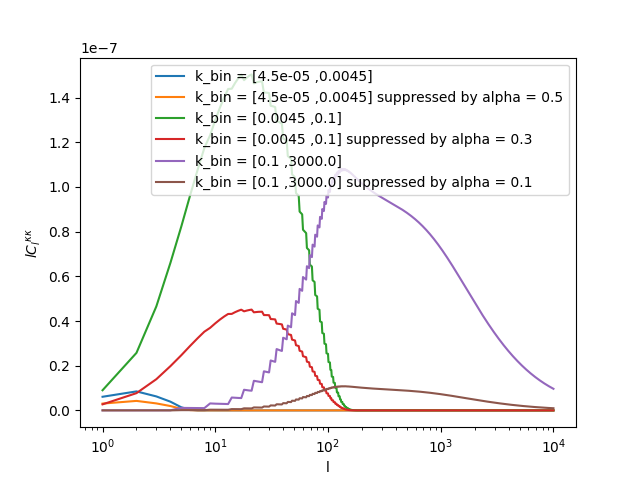 1e−7
k_bin = [4.5e-05 ,0.0045]
k_bin = [4.5e-05 ,0.0045] suppressed by alpha = 0.5
k_bin = [0.0045 ,0.1]
k_bin = [0.0045 ,0.1] suppressed by alpha = 0.3
k_bin = [0.1 ,3000.0]
k_bin = [0.1 ,3000.0] suppressed by alpha = 0.1
1.4
1.2
1.0
0.8
0.6
0.4
0.2
0.0
lC_l^{κκ}
10^0 10^1 10^2 10^3 10^4
l